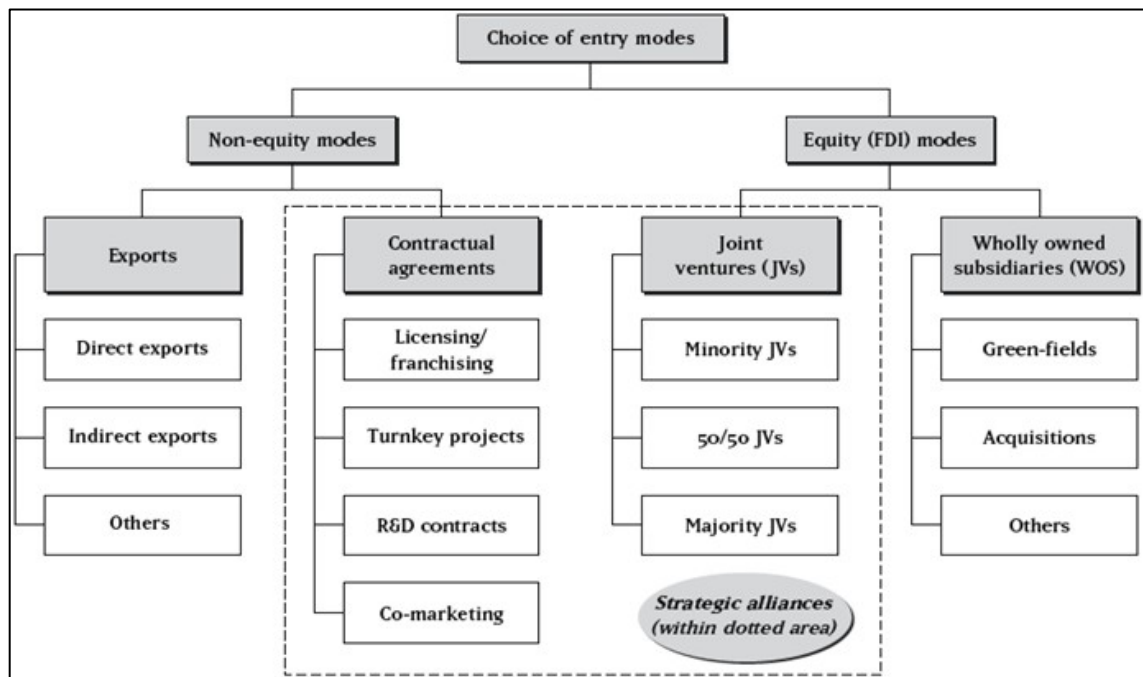 Choice of entry modes
Non-equity modes
Equity (FDI) modes
Exports
Contractual
agreements
Joint
ventures (JVs)
Wholly owned
subsidiaries (WOS)
Direct exports
Licensing/
franchising
Minority JVs
Green-fields
Indirect exports
Turnkey projects
50/50 JVs
Acquisitions
Others
R&D contracts
Majority JVs
Others
Co-marketing
Strategic alliances
(within dotted area)